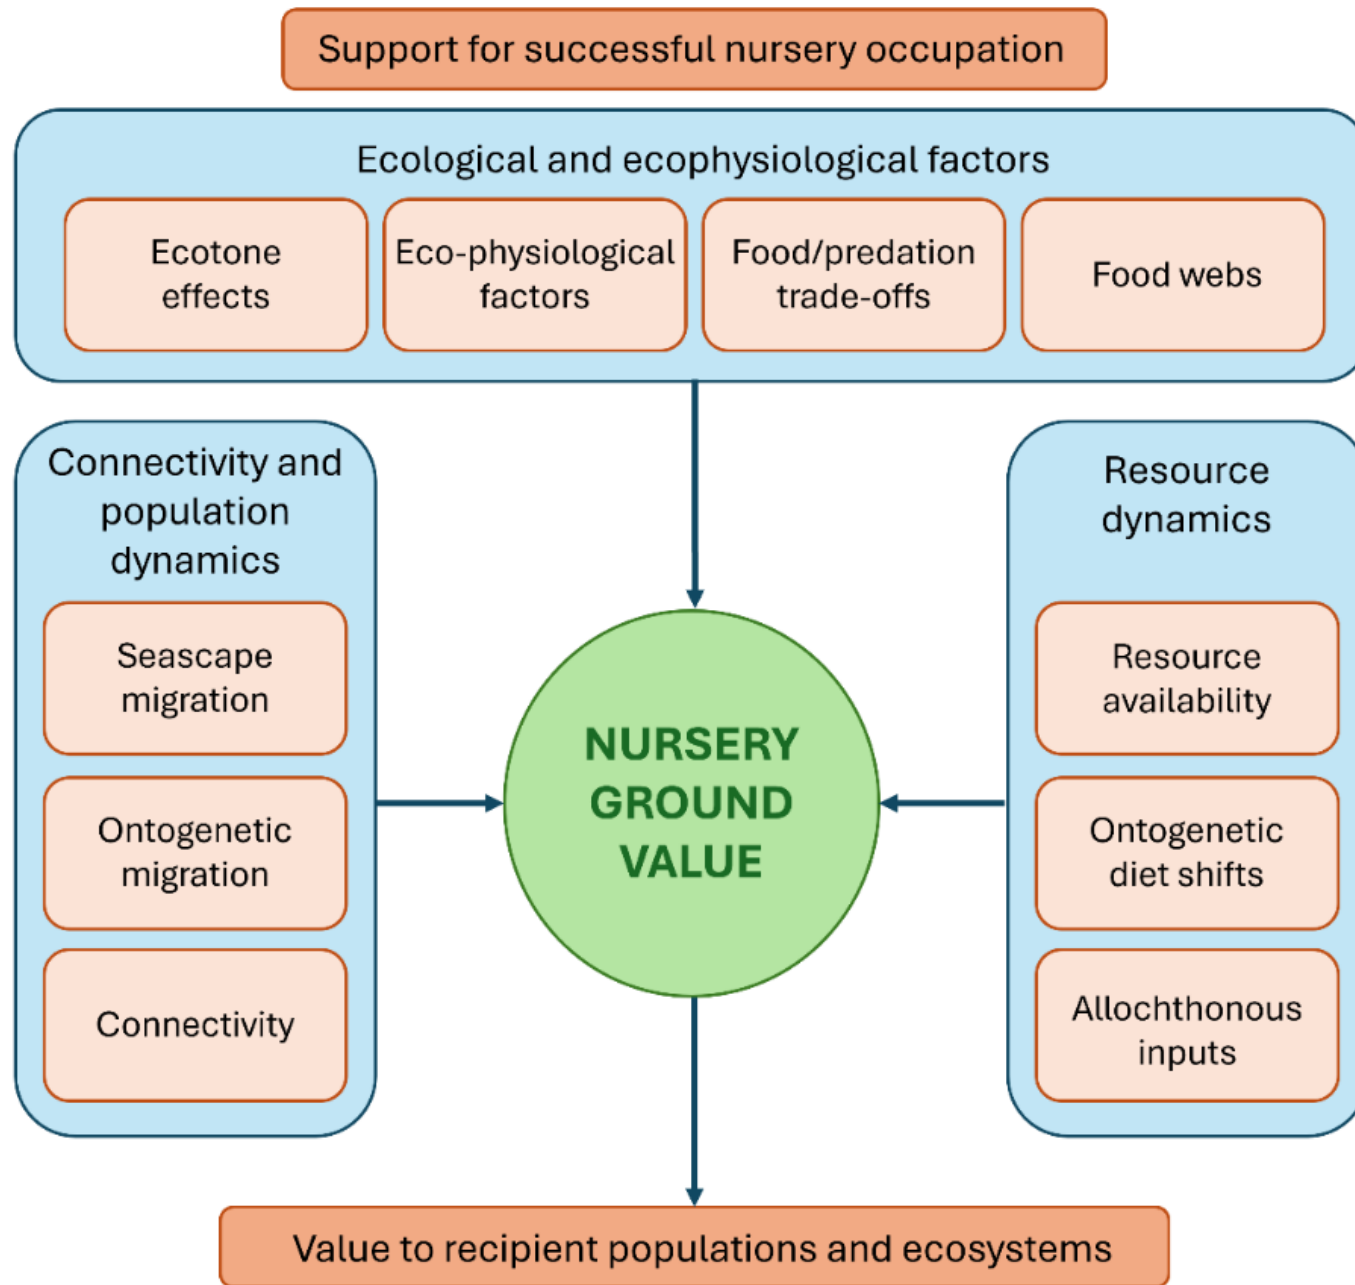 Support for successful nursery occupation
Ecological and ecophysiological factors
Ecotone
effects
Eco-physiological
factors
Food/predation
trade-offs
Food webs
Connectivity and
population
dynamics
Seascape
migration
Ontogenetic
migration
Connectivity
NURSERY
GROUND
VALUE
Resource
dynamics
Resource
availability
Ontogenetic
diet shifts
Allochthonous
inputs
Value to recipient populations and ecosystems